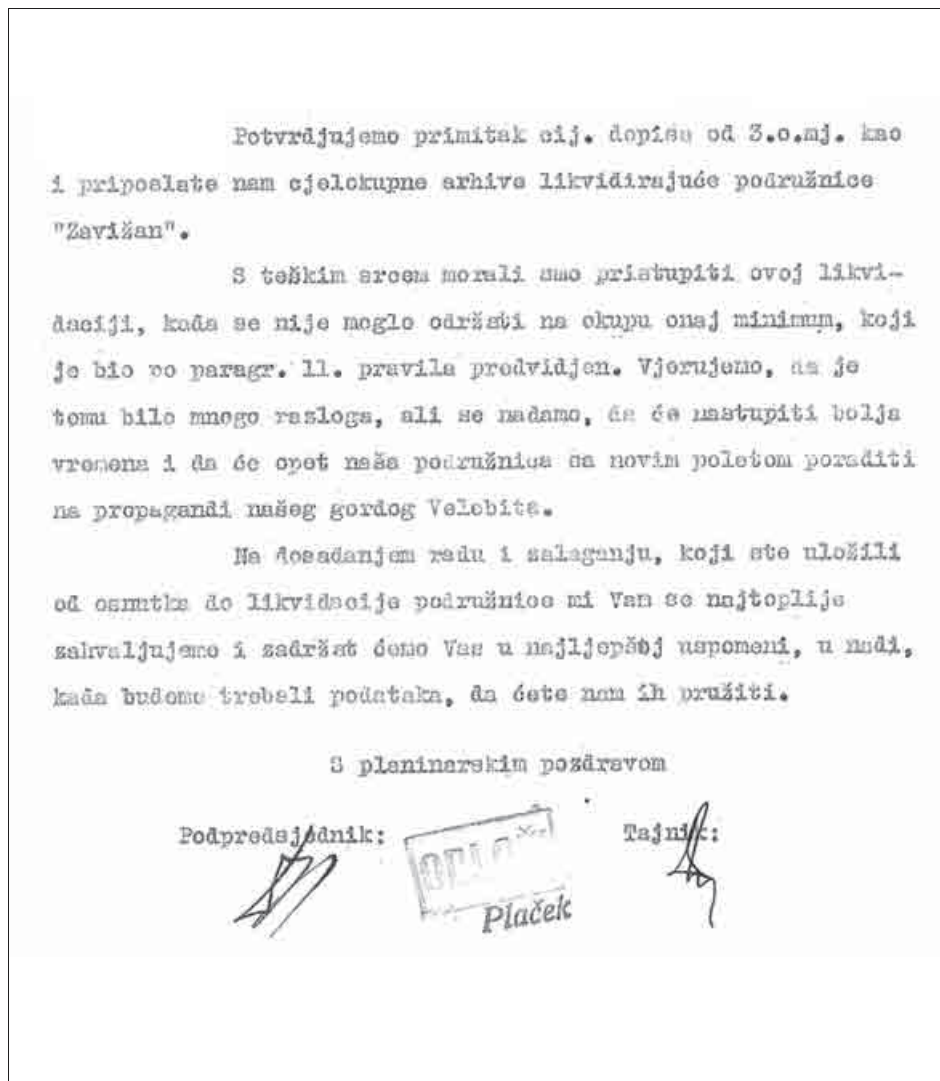 Potvrdjujemo primitak cij. dopisa od 3.o.mj. kao
i priposlate nam cjelokupne arhive likvidirajuće podružnice
"Zavižan".
S teškim srcem morali smo pristupiti ovoj likvi-
daciji, kada se nije moglo održati na okupu onaj minimum, koji
je bio po paragr. 11. pravila predvidjen. Vjerujemo, da je
tomu bilo mnogo rasloga, ali se nadamo, da će nastupiti bolja
vremena i da će opet naša podružnica sa novim poletom poraditi
na propagandi našeg gordog Velebita.
Na dosadanjem radu i zalaganju, koji ste uložili
od osnutka do likvidacije podružnice mi Vam se najtoplije
zahvaljujemo i zadržat ćemo Vas u najljepšoj uspomeni, u nadi,
kada budemo trebali podataka, da ćete nam ih pružiti.
S planinarskim pozdravom
Podpredsjednik:
Tajnik:
Plaček